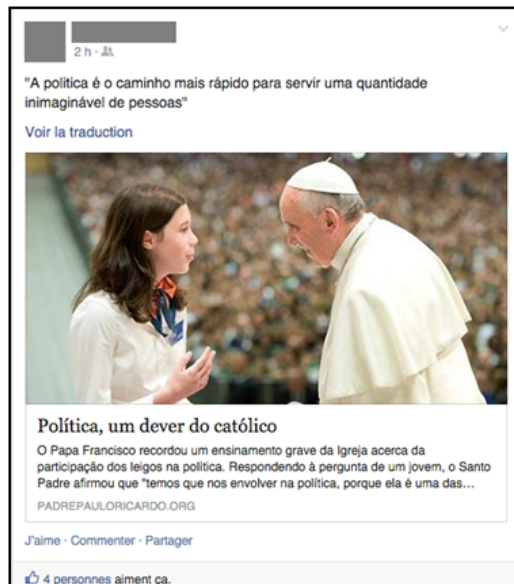 2 h ·
"A politica é o caminho mais rápido para servir uma quantidade
inimaginável de pessoas"
Voir la traduction
Política, um dever do católico
O Papa Francisco recordou um ensinamento grave da Igreja acerca da
participação dos leigos na política. Respondendo à pergunta de um jovem, o Santo
Padre afirmou que "temos que nos envolver na política, porque ela é uma das...
PADREPAULORICARDO.ORG
J'aime · Commenter · Partager
4 personnes aiment ça.